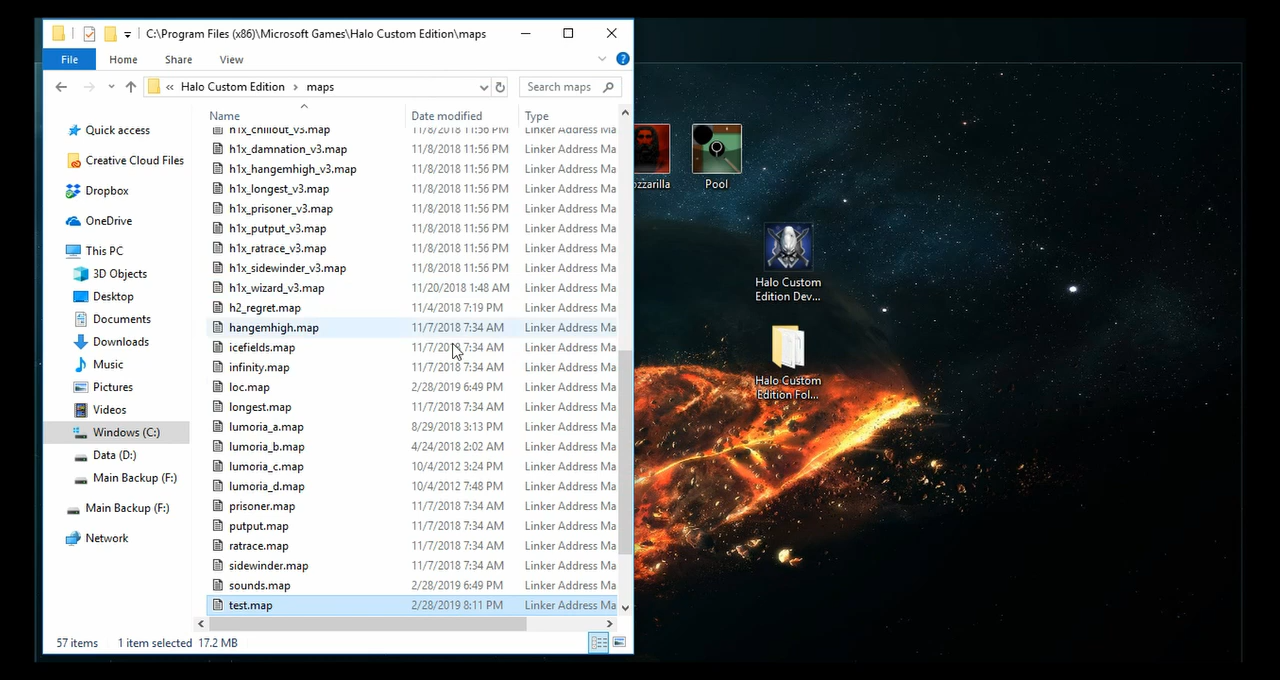 C:\Program Files (x86)\Microsoft Games\Halo Custom Edition\maps
File Home Share View
« Halo Custom Edition › maps Search maps
Name Date modified Type
Quick access
Creative Cloud Files
Dropbox
OneDrive
This PC
3D Objects
Desktop
Documents
Downloads
Music
Pictures
Videos
Windows (C:)
Data (D:)
Main Backup (F:)
Main Backup (F:)
Network
h1x_chillout_v3.map 11/8/2018 11:56 PM Linker Address Ma
h1x_damnation_v3.map 11/8/2018 11:56 PM Linker Address Ma
h1x_hangemhigh_v3.map 11/8/2018 11:56 PM Linker Address Ma
h1x_longest_v3.map 11/8/2018 11:56 PM Linker Address Ma
h1x_prisoner_v3.map 11/8/2018 11:56 PM Linker Address Ma
h1x_putput_v3.map 11/8/2018 11:56 PM Linker Address Ma
h1x_ratrace_v3.map 11/8/2018 11:56 PM Linker Address Ma
h1x_sidewinder_v3.map 11/8/2018 11:56 PM Linker Address Ma
h1x_wizard_v3.map 11/20/2018 1:48 AM Linker Address Ma
h2_regret.map 11/4/2018 7:19 PM Linker Address Ma
hangemhigh.map 11/7/2018 7:34 AM Linker Address Ma
icefields.map 11/7/2018 7:34 AM Linker Address Ma
infinity.map 11/7/2018 7:34 AM Linker Address Ma
loc.map 2/28/2019 6:49 PM Linker Address Ma
longest.map 11/7/2018 7:34 AM Linker Address Ma
lumoria_a.map 8/29/2018 3:13 PM Linker Address Ma
lumoria_b.map 4/24/2018 2:02 AM Linker Address Ma
lumoria_c.map 10/4/2012 3:24 PM Linker Address Ma
lumoria_d.map 10/4/2012 7:48 PM Linker Address Ma
prisoner.map 11/7/2018 7:34 AM Linker Address Ma
putput.map 11/7/2018 7:34 AM Linker Address Ma
ratrace.map 11/7/2018 7:34 AM Linker Address Ma
sidewinder.map 11/7/2018 7:34 AM Linker Address Ma
sounds.map 2/28/2019 6:49 PM Linker Address Ma
test.map 2/28/2019 8:11 PM Linker Address Ma
57 items 1 item selected 17.2 MB
ozzarilla
Pool
Halo Custom
Edition Dev...
Halo Custom
Edition Fol...